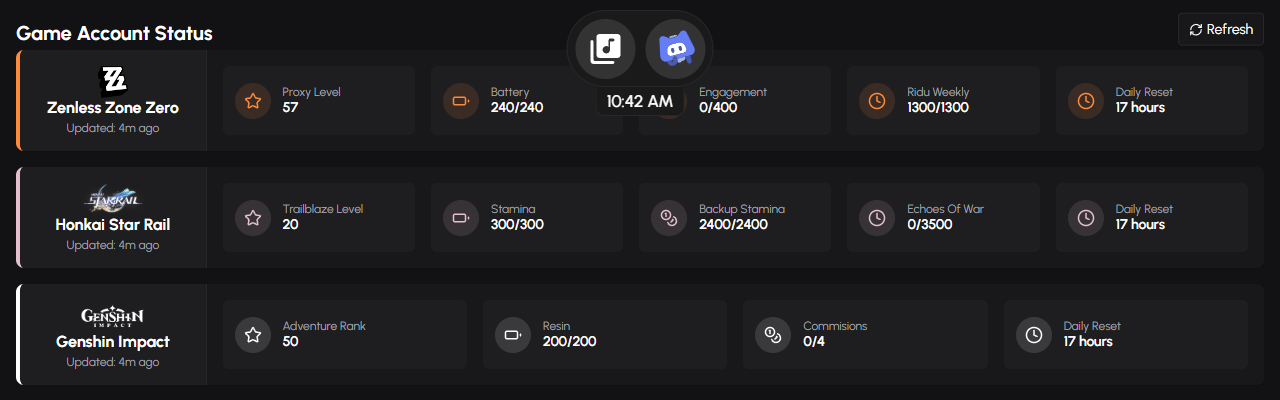 Game Account Status
Refresh
Zenless Zone Zero
Updated: 4m ago
Proxy Level
57
Battery
240/240
10:42 AM
Engagement
0/400
Ridu Weekly
1300/1300
Daily Reset
17 hours
HONKAI
STAR RAIL
Honkai Star Rail
Updated: 4m ago
Trailblaze Level
20
Stamina
300/300
Backup Stamina
2400/2400
Echoes Of War
0/3500
Daily Reset
17 hours
GENSHIN
IMPACT
Genshin Impact
Updated: 4m ago
Adventure Rank
50
Resin
200/200
Commisions
0/4
Daily Reset
17 hours